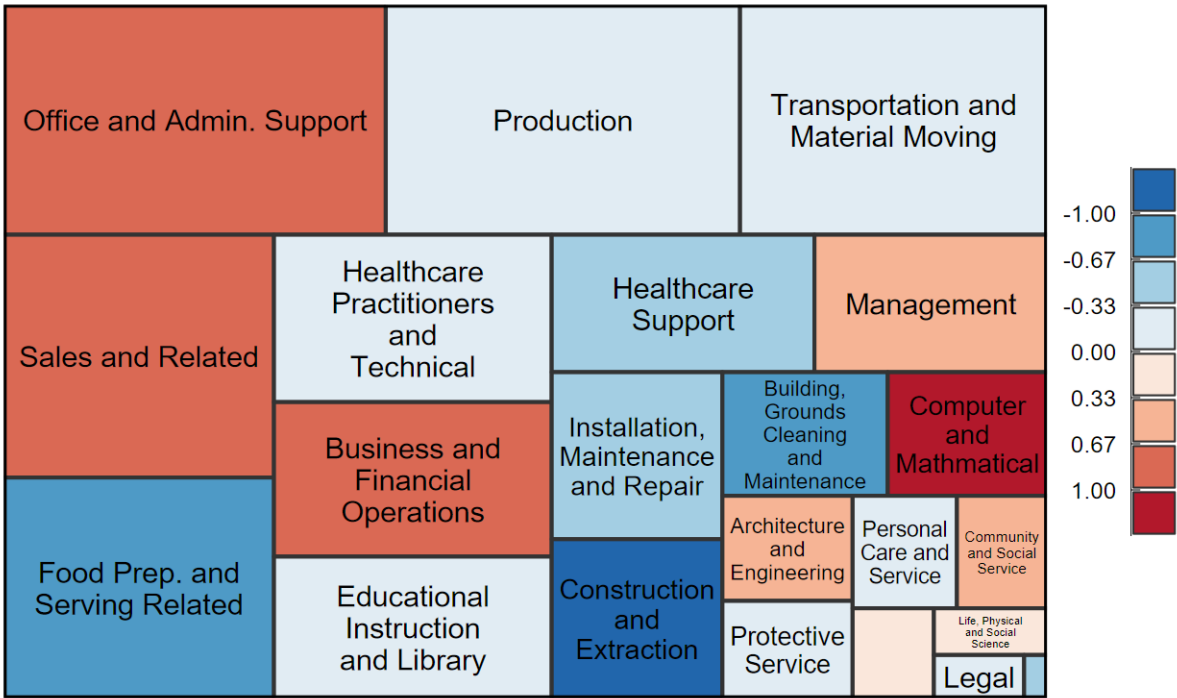 Office and Admin. Support
Production
Transportation and
Material Moving
Sales and Related
Healthcare
Practitioners
and
Technical
Healthcare
Support
Management
Business and
Financial
Operations
Installation,
Maintenance
and Repair
Building,
Grounds
Cleaning
and
Maintenance
Computer
and
Mathmatical
Food Prep. and
Serving Related
Educational
Instruction
and Library
Construction
and
Extraction
Architecture
and
Engineering
Personal
Care and
Service
Community
and Social
Service
Protective
Service
Life, Physical
and Social
Science
Legal
-1.00
-0.67
-0.33
0.00
0.33
0.67
1.00